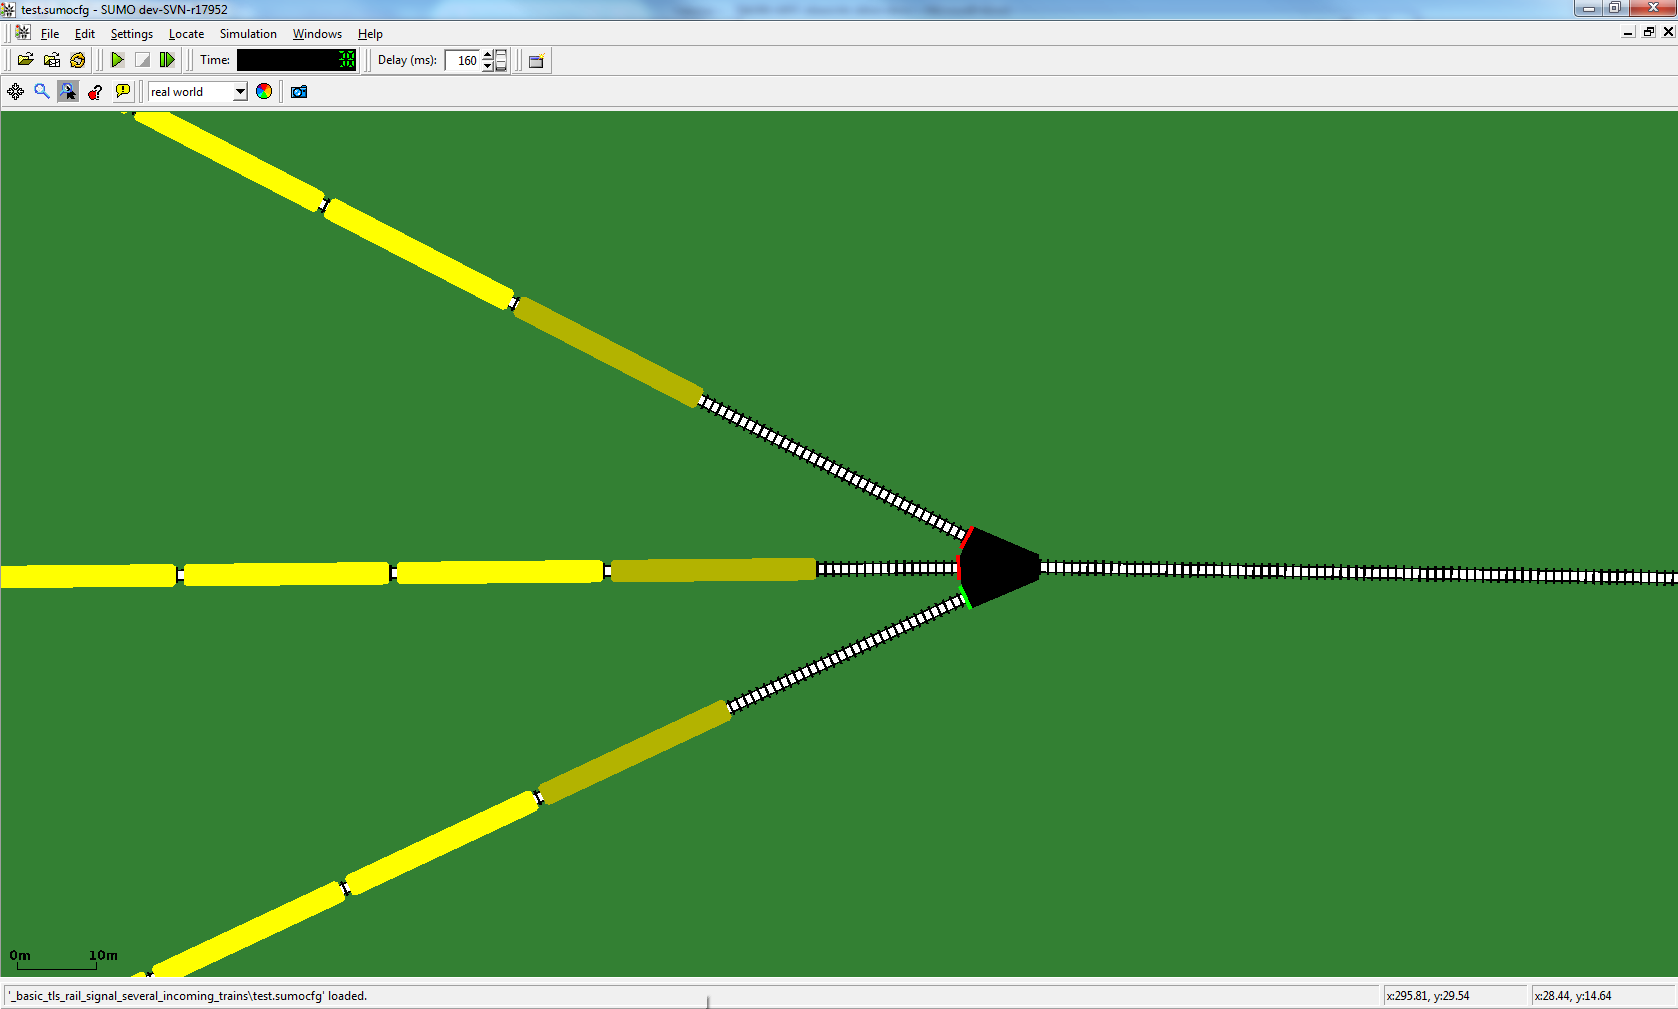 test.sumocfg - SUMO dev-SVN-r17952
File Edit Settings Locate Simulation Windows Help
Time: Delay (ms): 160
real world
0m 10m
'_basic_tls_rail_signal_several_incoming_trains\test.sumocfg' loaded.
x:295.81, y:29.54
x:28.44, y:14.64